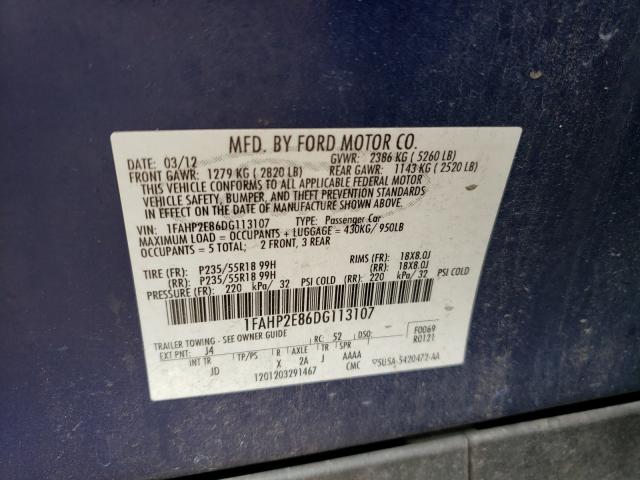 MFD. BY FORD MOTOR CO.
DATE: 03/12 GVWR: 2386 KG ( 5260 LB)
FRONT GAWR: 1279 KG ( 2820 LB) REAR GAWR: 1143 KG ( 2520 LB)
THIS VEHICLE CONFORMS TO ALL APPLICABLE FEDERAL MOTOR
VEHICLE SAFETY, BUMPER, AND THEFT PREVENTION STANDARDS
IN EFFECT ON THE DATE OF MANUFACTURE SHOWN ABOVE.
VIN: 1FAHP2E86DG113107 TYPE: Passenger Car
MAXIMUM LOAD = OCCUPANTS + LUGGAGE = 430KG/ 950LB
OCCUPANTS = 5 TOTAL; 2 FRONT, 3 REAR
TIRE (FR): P235/55R18 99H RIMS (FR): 18X8.0J
(RR): P235/55R18 99H (RR): 18X8.0J
PRESSURE (FR): 220 kPa/ 32 PSI COLD (RR): 220 kPa/ 32 PSI COLD
1FAHP2E86DG113107
TRAILER TOWING - SEE OWNER GUIDE RC: 52 DSO: F0069
EXT PNT: J4 R0121
INT TR TP/PS R AXLE TR SPR
JD X 2A J AAAA
1201203291467 CMC 5U5A-5420472-AA